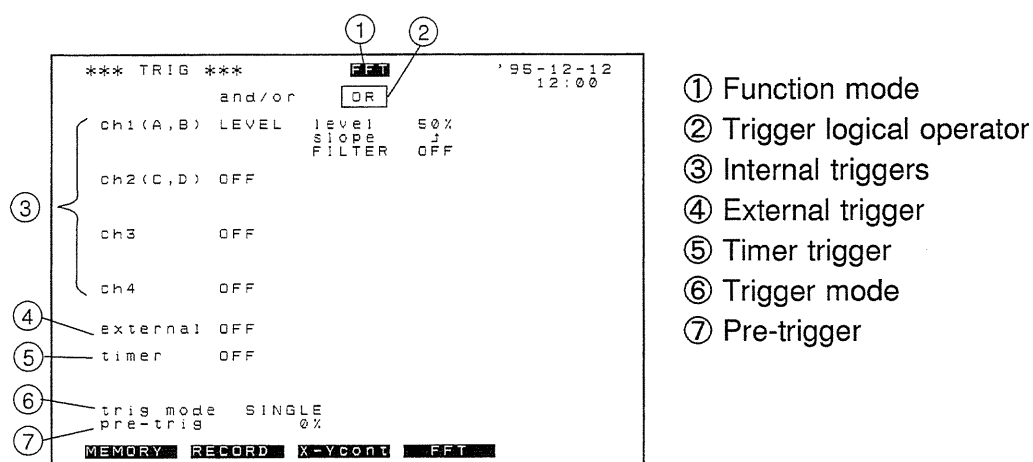 ① ②
*** TRIG *** FFT '95-12-12
12:00
and/or OR
ch1(A,B) LEVEL level 50%
slope ↥
FILTER OFF
ch2(C,D) OFF
③
ch3 OFF
ch4 OFF
④
external OFF
⑤ timer OFF
⑥
trig mode SINGLE
pre-trig 0%
⑦
MEMORY RECORD X-Ycont FFT
① Function mode
② Trigger logical operator
③ Internal triggers
④ External trigger
⑤ Timer trigger
⑥ Trigger mode
⑦ Pre-trigger